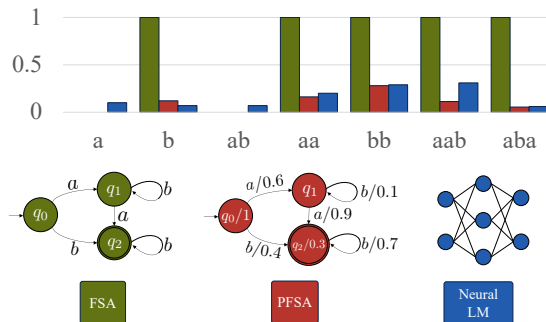 1
0.5
0
a b ab aa bb aab aba
a q1 b
q0 a
b q2 b
a/0.6 q1 b/0.1
q0/1 a/0.9
b/0.4 q2/0.3 b/0.7
FSA PFSA Neural
LM